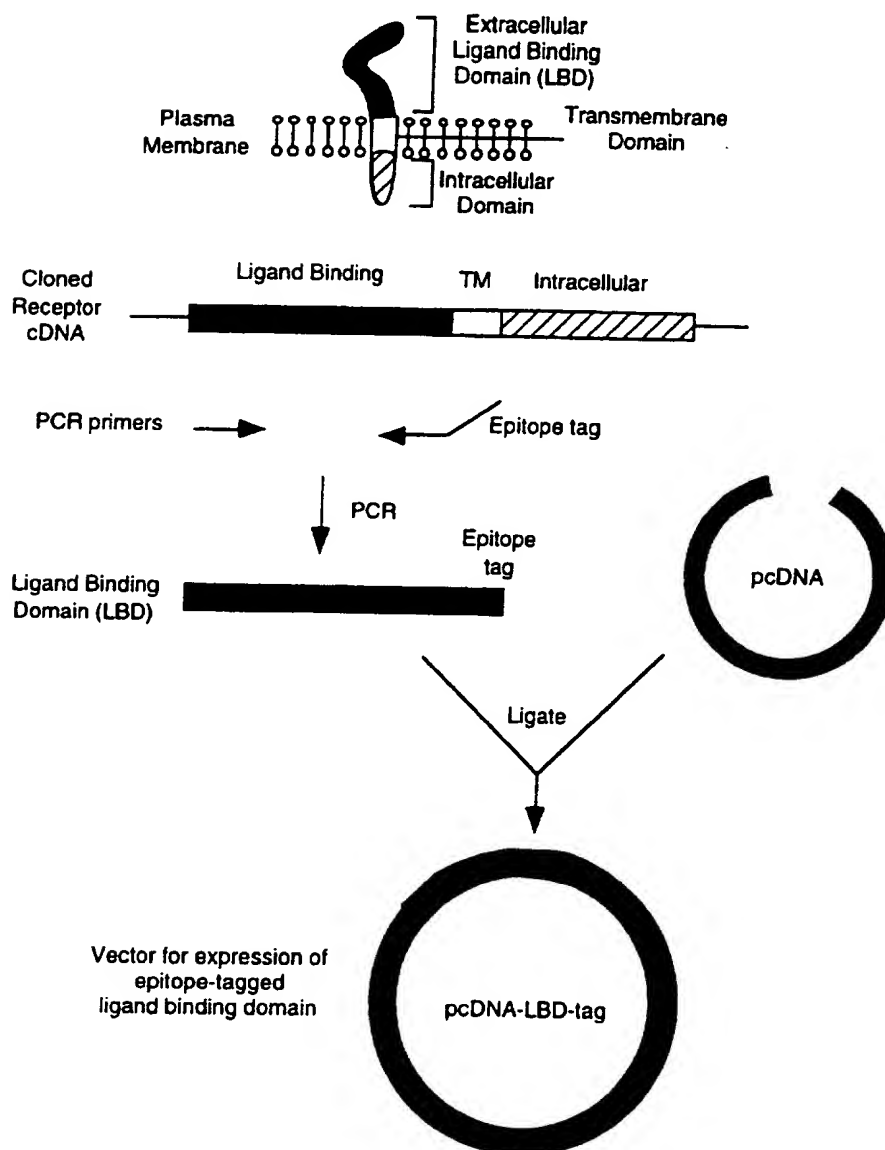 Extracellular
Ligand Binding
Domain (LBD)
Plasma
Membrane
Transmembrane
Domain
Intracellular
Domain
Cloned
Receptor
cDNA
Ligand Binding
TM
Intracellular
PCR primers
Epitope tag
PCR
Epitope
tag
Ligand Binding
Domain (LBD)
pcDNA
Ligate
Vector for expression of
epitope-tagged
ligand binding domain
pcDNA-LBD-tag